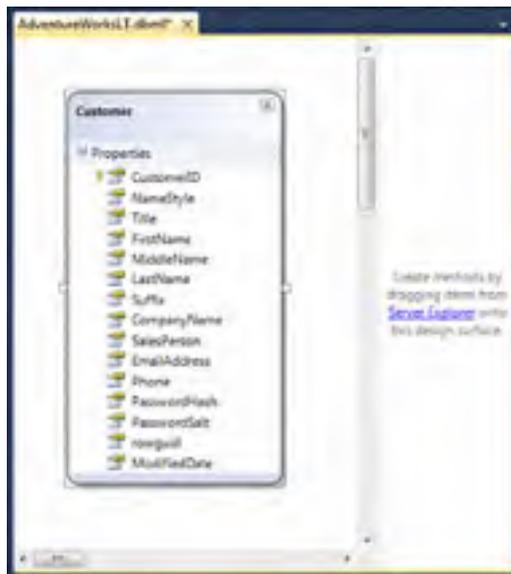 AdventureWorksLT.dbml*
Customer
Properties
CustomerID
NameStyle
Title
FirstName
MiddleName
LastName
Suffix
CompanyName
SalesPerson
EmailAddress
Phone
PasswordHash
PasswordSalt
rowguid
ModifiedDate
Create methods by
dragging items from
Server Explorer onto
this design surface.